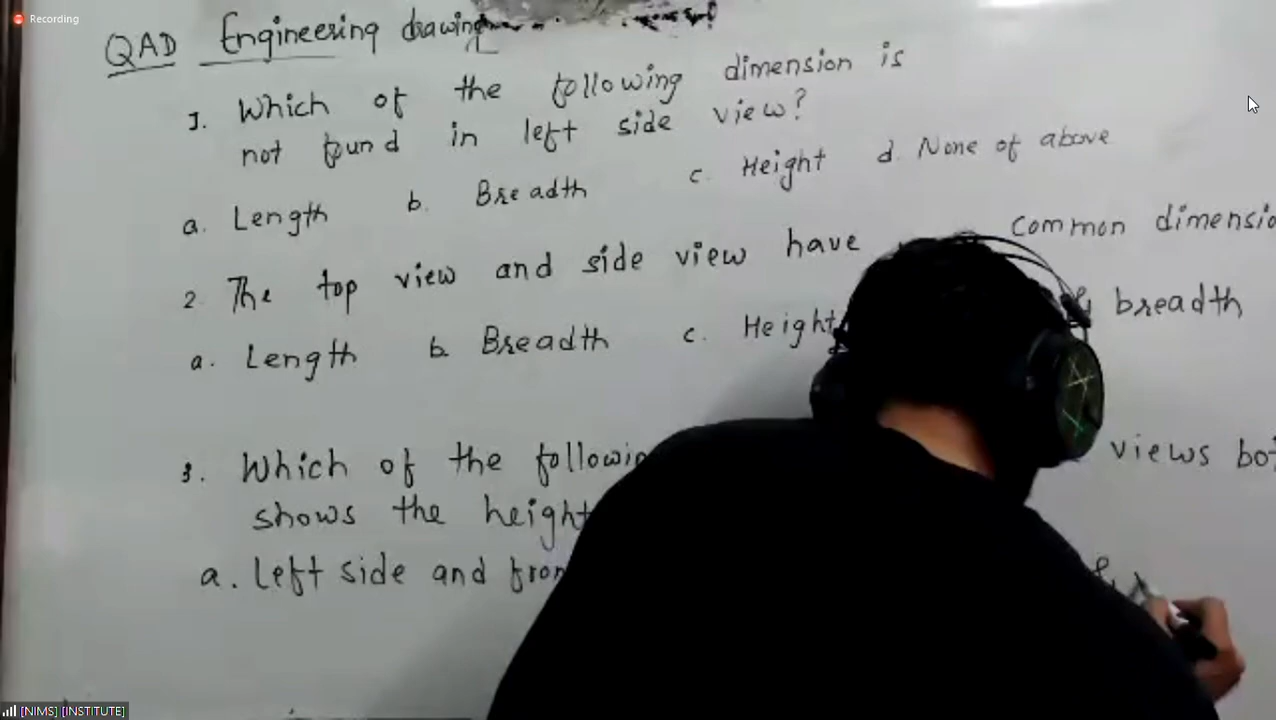 Recording
QAD Engineering drawing
1. Which of the following dimension is
not found in left side view?
a. Length b. Breadth c. Height d. None of above
2. The top view and side view have common dimensio
a. Length b. Breadth c. Height & breadth
3. Which of the followin views bot
shows the height
a. Left side and fron &
[NIMS] [INSTITUTE]